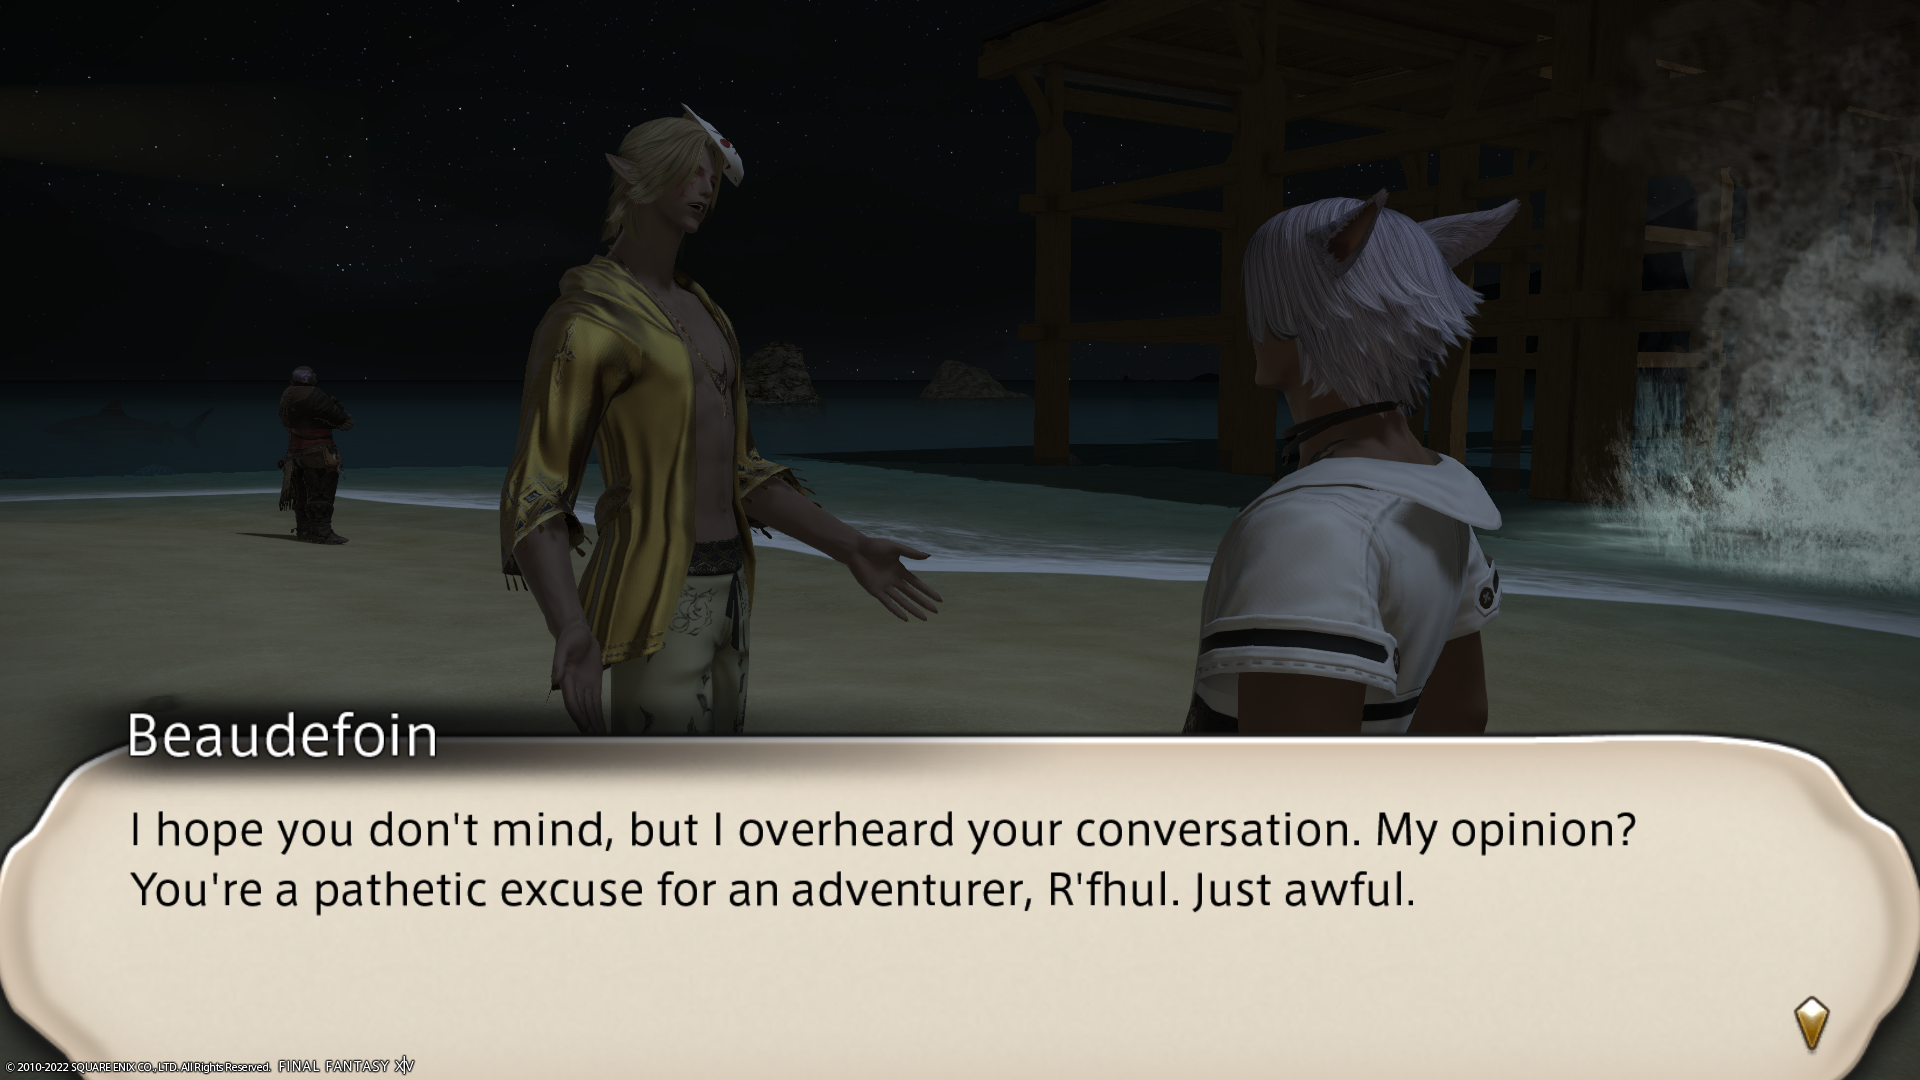 Beaudefoin
I hope you don't mind, but I overheard your conversation. My opinion?
You're a pathetic excuse for an adventurer, R'fhul. Just awful.
© 2010-2022 SQUARE ENIX CO., LTD. All Rights Reserved. FINAL FANTASY XIV